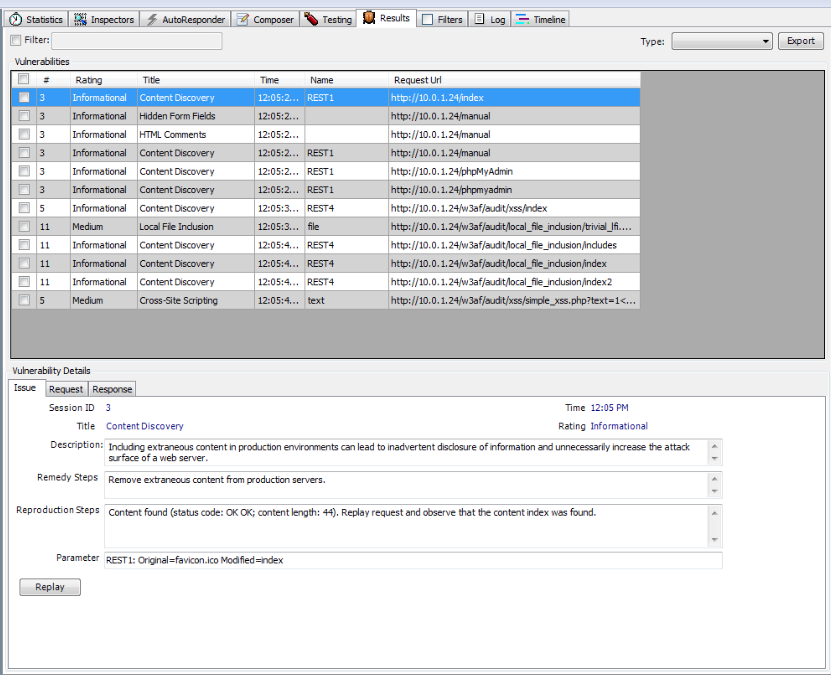 Statistics Inspectors AutoResponder Composer Testing Results Filters Log Timeline
Filter: Type: Export
Vulnerabilities
# Rating Title Time Name Request Url
3 Informational Content Discovery 12:05:2... REST1 http://10.0.1.24/index
3 Informational Hidden Form Fields 12:05:2... http://10.0.1.24/manual
3 Informational HTML Comments 12:05:2... http://10.0.1.24/manual
3 Informational Content Discovery 12:05:2... REST1 http://10.0.1.24/manual
3 Informational Content Discovery 12:05:2... REST1 http://10.0.1.24/phpMyAdmin
3 Informational Content Discovery 12:05:2... REST1 http://10.0.1.24/phpmyadmin
5 Informational Content Discovery 12:05:3... REST4 http://10.0.1.24/w3af/audit/xss/index
11 Medium Local File Inclusion 12:05:3... file http://10.0.1.24/w3af/audit/local_file_inclusion/trivial_lfi....
11 Informational Content Discovery 12:05:4... REST4 http://10.0.1.24/w3af/audit/local_file_inclusion/includes
11 Informational Content Discovery 12:05:4... REST4 http://10.0.1.24/w3af/audit/local_file_inclusion/index
11 Informational Content Discovery 12:05:4... REST4 http://10.0.1.24/w3af/audit/local_file_inclusion/index2
5 Medium Cross-Site Scripting 12:05:4... text http://10.0.1.24/w3af/audit/xss/simple_xss.php?text=1<...
Vulnerability Details
Issue Request Response
Session ID 3 Time 12:05 PM
Title Content Discovery Rating Informational
Description: Including extraneous content in production environments can lead to inadvertent disclosure of information and unnecessarily increase the attack
surface of a web server.
Remedy Steps Remove extraneous content from production servers.
Reproduction Steps Content found (status code: OK OK; content length: 44). Replay request and observe that the content index was found.
Parameter REST1: Original=favicon.ico Modified=index
Replay